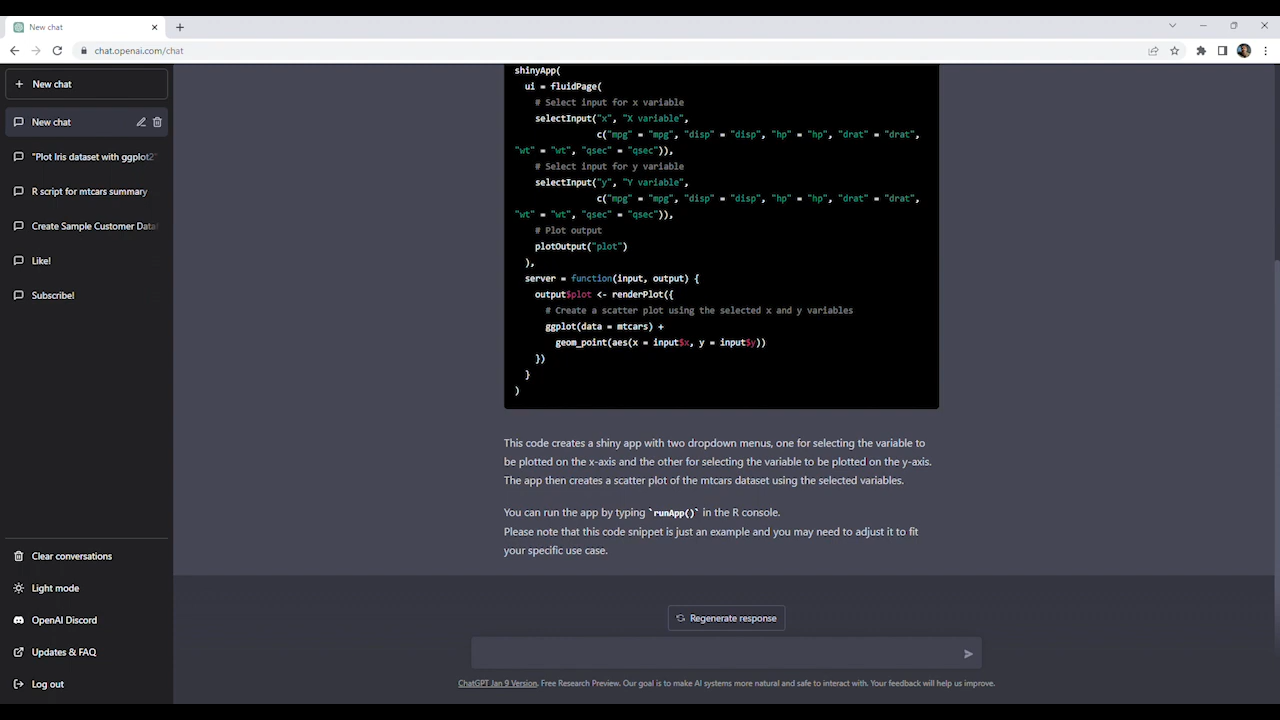 New chat
chat.openai.com/chat
New chat
New chat
"Plot Iris dataset with ggplot2"
R script for mtcars summary
Create Sample Customer Data
Like!
Subscribe!
Clear conversations
Light mode
OpenAI Discord
Updates & FAQ
Log out
shinyApp(
ui = fluidPage(
# Select input for x variable
selectInput("x", "X variable",
c("mpg" = "mpg", "disp" = "disp", "hp" = "hp", "drat" = "drat",
"wt" = "wt", "qsec" = "qsec")),
# Select input for y variable
selectInput("y", "Y variable",
c("mpg" = "mpg", "disp" = "disp", "hp" = "hp", "drat" = "drat",
"wt" = "wt", "qsec" = "qsec")),
# Plot output
plotOutput("plot")
),
server = function(input, output) {
output$plot <- renderPlot({
# Create a scatter plot using the selected x and y variables
ggplot(data = mtcars) +
geom_point(aes(x = input$x, y = input$y))
})
}
)
This code creates a shiny app with two dropdown menus, one for selecting the variable to
be plotted on the x-axis and the other for selecting the variable to be plotted on the y-axis.
The app then creates a scatter plot of the mtcars dataset using the selected variables.
You can run the app by typing `runApp()` in the R console.
Please note that this code snippet is just an example and you may need to adjust it to fit
your specific use case.
Regenerate response
ChatGPT Jan 9 Version. Free Research Preview. Our goal is to make AI systems more natural and safe to interact with. Your feedback will help us improve.